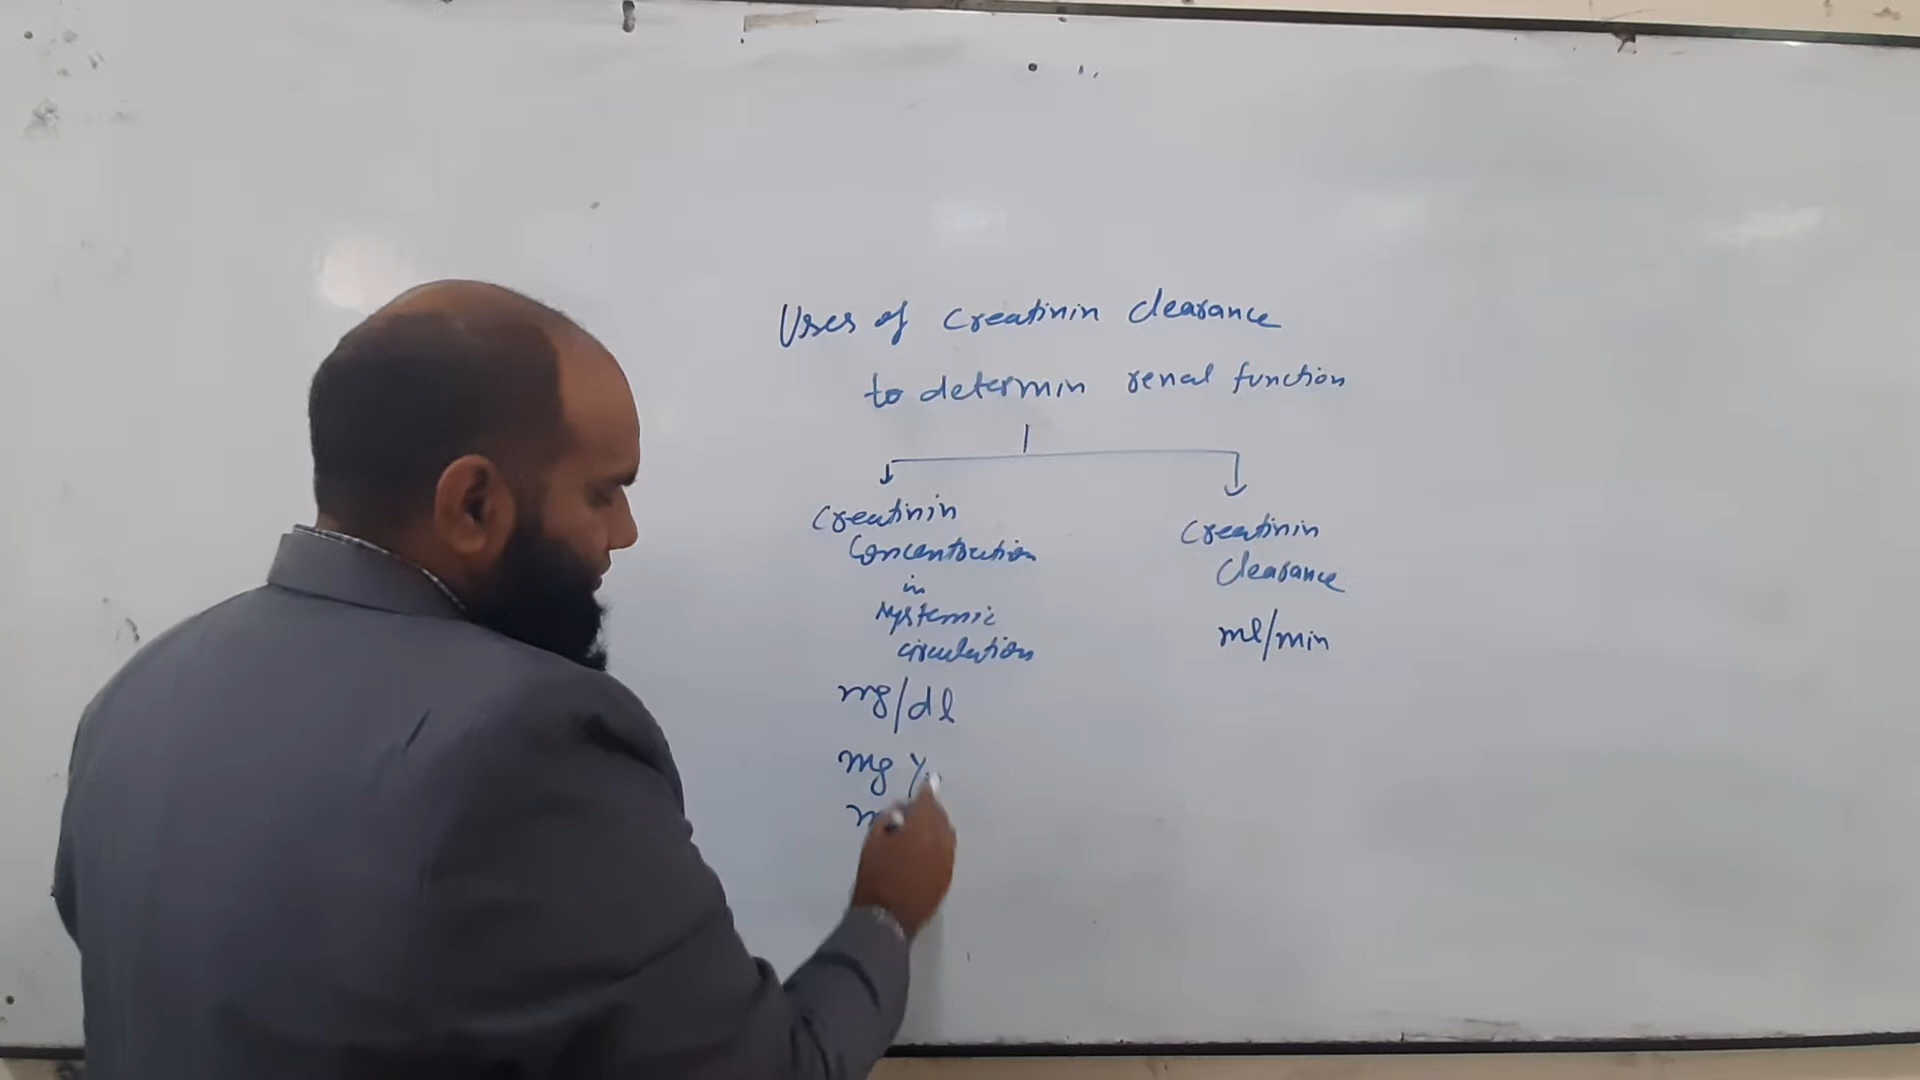 Uses of creatinin clearance
to determin renal function
Creatinin
Concentration
in
systemic
circulation
mg/dl
mg %
Creatinin
Clearance
ml/min